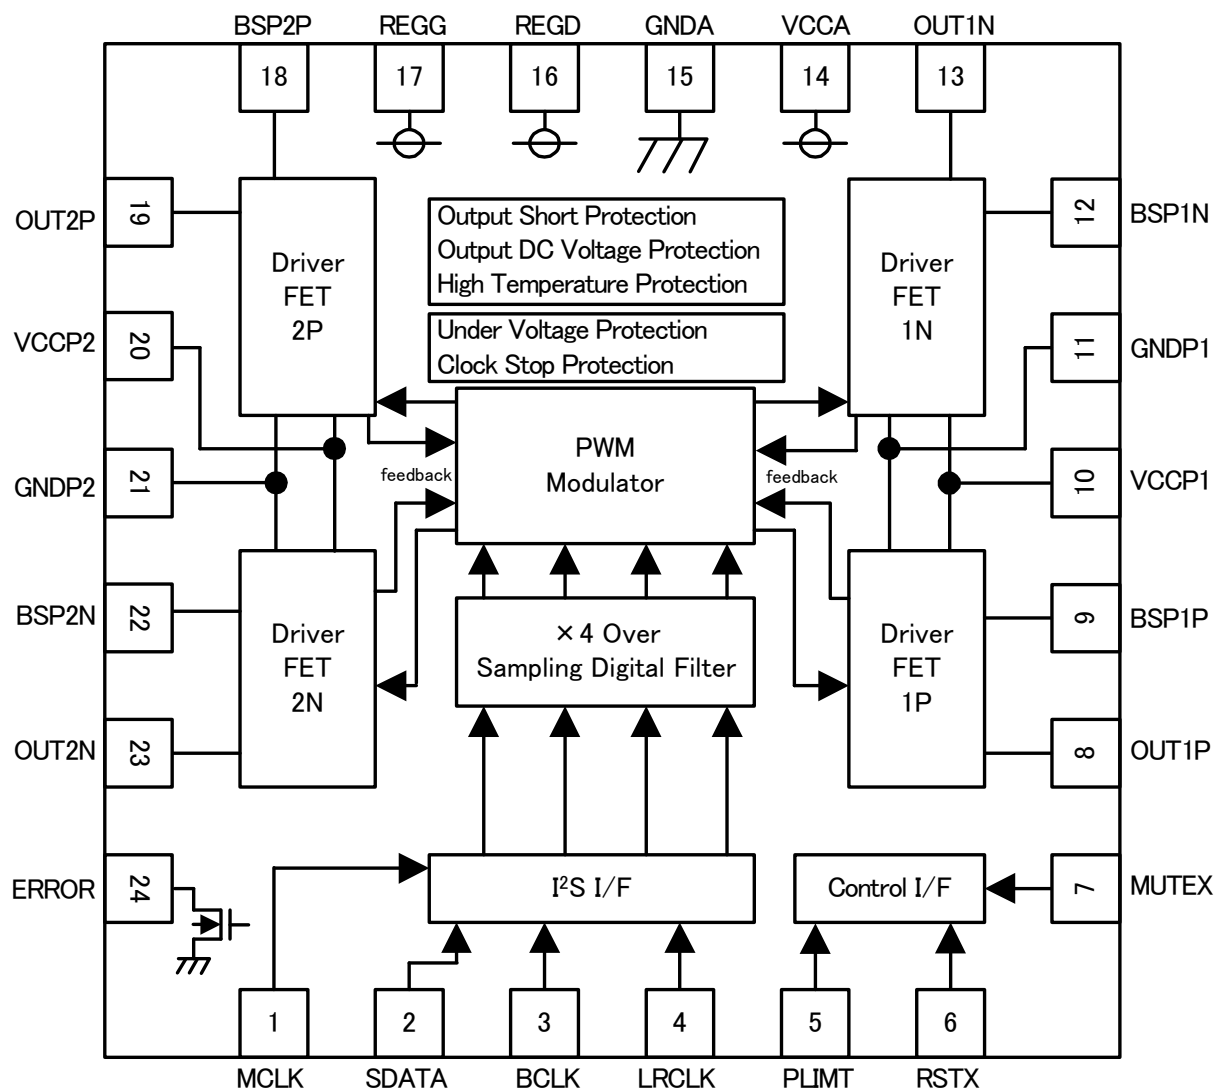 BSP2P REGG REGD GNDA VCCA OUT1N
18 17 16 15 14 13
OUT2P 19
12 BSP1N
Driver
FET
2P
Output Short Protection
Output DC Voltage Protection
High Temperature Protection
Under Voltage Protection
Clock Stop Protection
Driver
FET
1N
VCCP2 20
11 GNDP1
PWM
Modulator
feedback
feedback
GNDP2 21
10 VCCP1
BSP2N 22
9 BSP1P
Driver
FET
2N
×4 Over
Sampling Digital Filter
Driver
FET
1P
OUT2N 23
8 OUT1P
ERROR 24
I²S I/F
Control I/F
7 MUTEX
1 2 3 4 5 6
MCLK SDATA BCLK LRCLK PLIMT RSTX